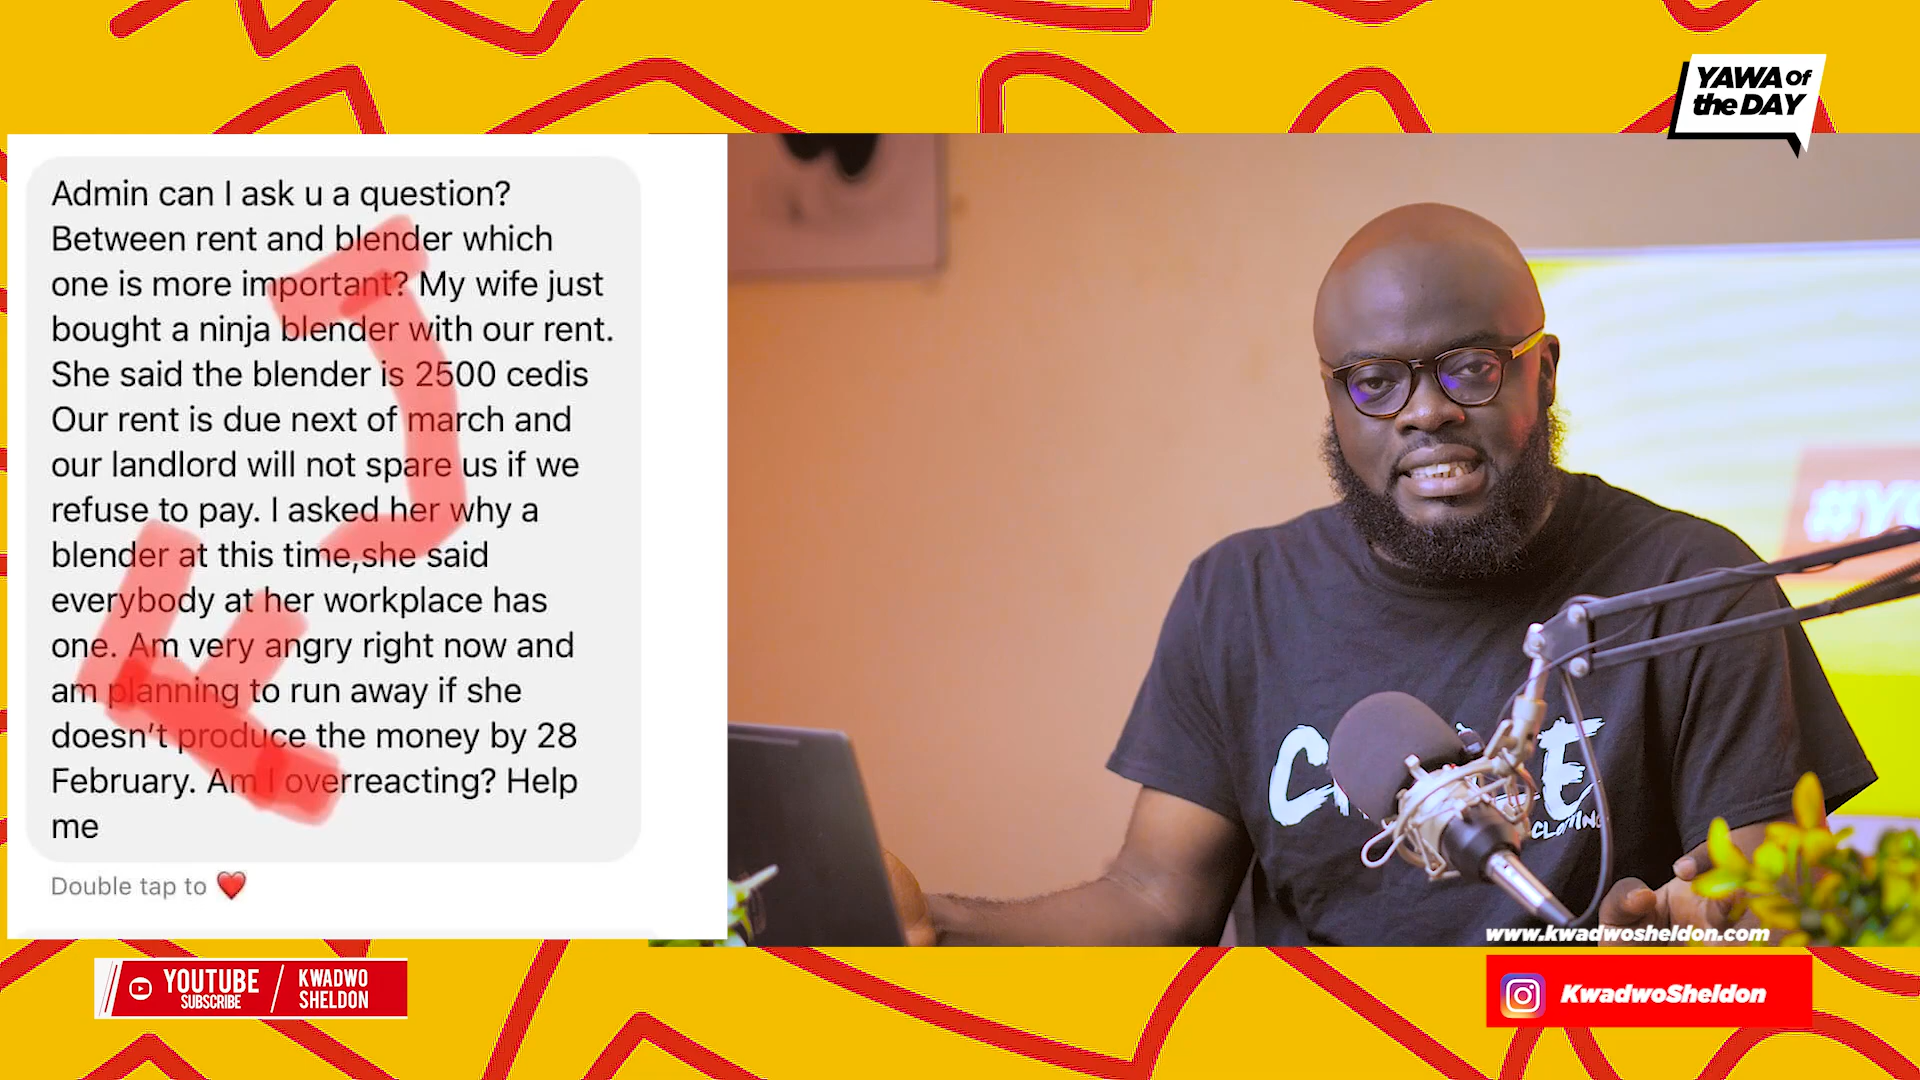 YAWA of
the DAY
Admin can I ask u a question?
Between rent and blender which
one is more important? My wife just
bought a ninja blender with our rent.
She said the blender is 2500 cedis
Our rent is due next of march and
our landlord will not spare us if we
refuse to pay. I asked her why a
blender at this time,she said
everybody at her workplace has
one. Am very angry right now and
am planning to run away if she
doesn't produce the money by 28
February. Am I overreacting? Help
me
Double tap to
www.kwadwosheldon.com
YOUTUBE
SUBSCRIBE
KWADWO
SHELDON
KwadwoSheldon